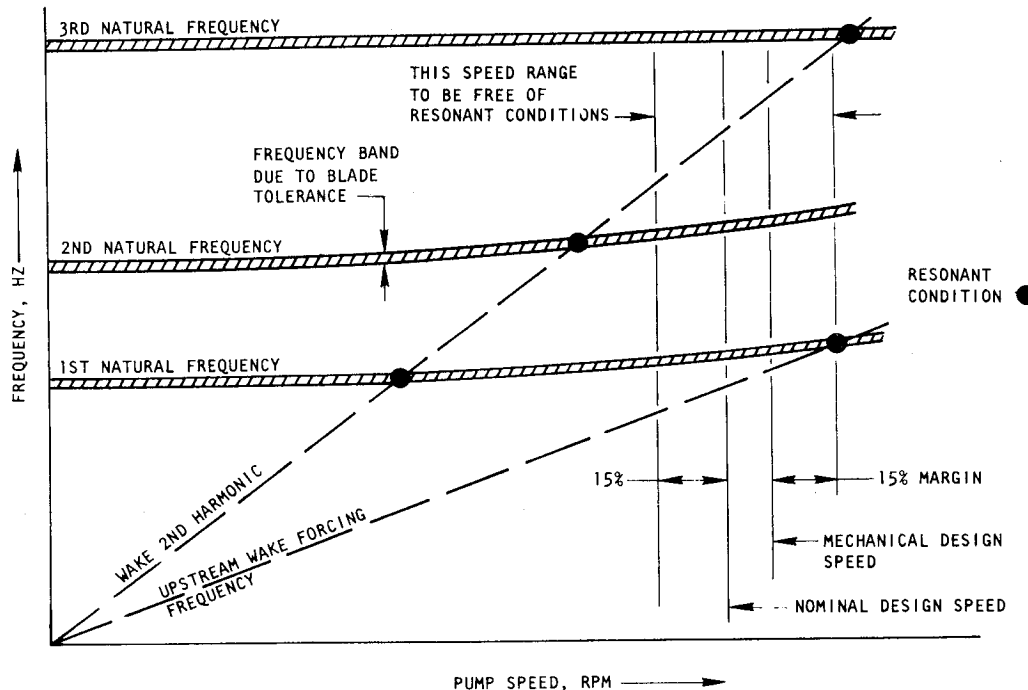 3RD NATURAL FREQUENCY
THIS SPEED RANGE
TO BE FREE OF
RESONANT CONDITIONS
FREQUENCY BAND
DUE TO BLADE
TOLERANCE
2ND NATURAL FREQUENCY
RESONANT
CONDITION
FREQUENCY, HZ
1ST NATURAL FREQUENCY
15%
15% MARGIN
WAKE 2ND HARMONIC
UPSTREAM WAKE FORCING
FREQUENCY
MECHANICAL DESIGN
SPEED
NOMINAL DESIGN SPEED
PUMP SPEED, RPM